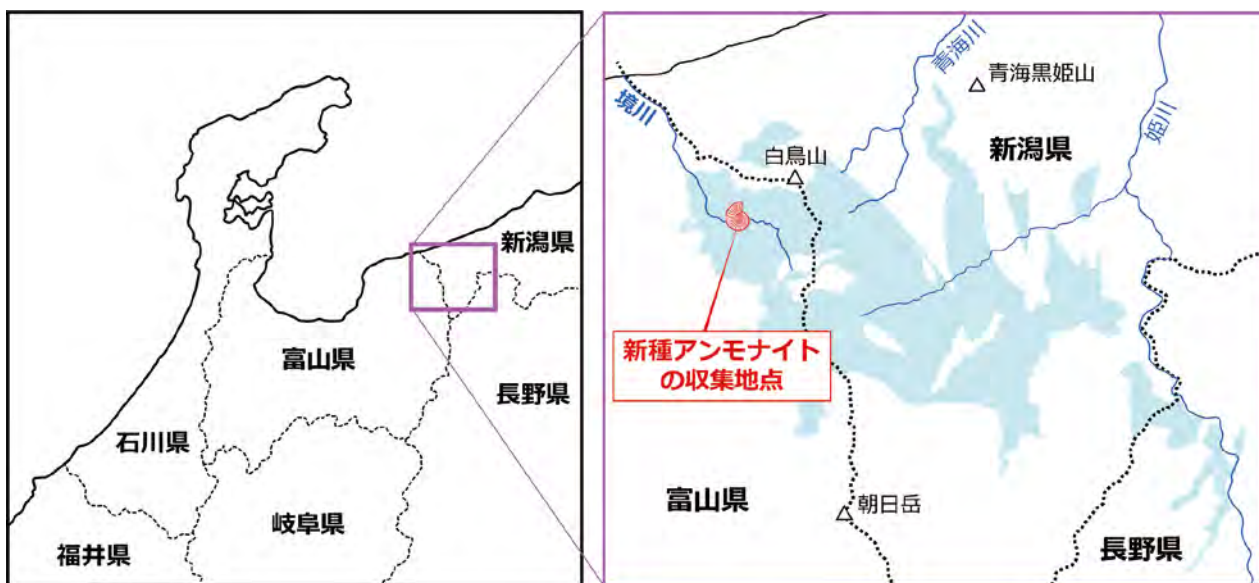 新潟県
富山県
長野県
石川県
岐阜県
福井県
境川
青海川
青海黒姫山
姫川
新潟県
白鳥山
新種アンモナイト
の収集地点
富山県
朝日岳
長野県